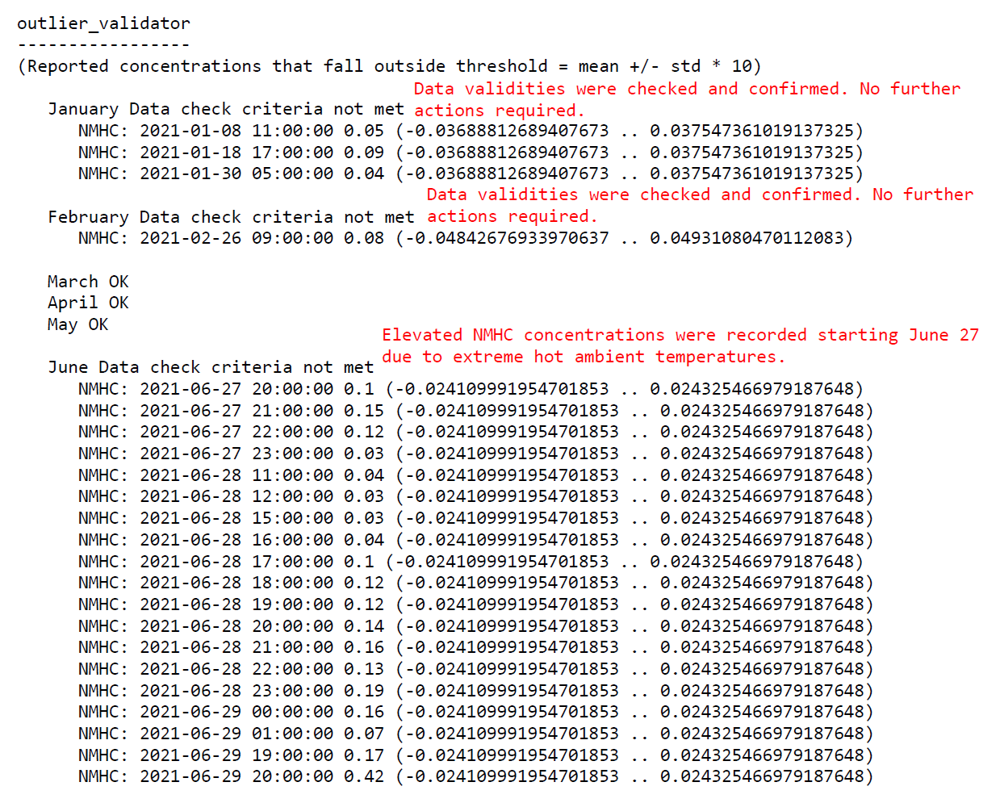 outlier_validator
-----------------
(Reported concentrations that fall outside threshold = mean +/- std * 10)
Data validities were checked and confirmed. No further
actions required.
January Data check criteria not met
NMHC: 2021-01-08 11:00:00 0.05 (-0.03688812689407673 .. 0.037547361019137325)
NMHC: 2021-01-18 17:00:00 0.09 (-0.03688812689407673 .. 0.037547361019137325)
NMHC: 2021-01-30 05:00:00 0.04 (-0.03688812689407673 .. 0.037547361019137325)
Data validities were checked and confirmed. No further
actions required.
February Data check criteria not met
NMHC: 2021-02-26 09:00:00 0.08 (-0.04842676933970637 .. 0.04931080470112083)
March OK
April OK
May OK
Elevated NMHC concentrations were recorded starting June 27
due to extreme hot ambient temperatures.
June Data check criteria not met
NMHC: 2021-06-27 20:00:00 0.1 (-0.024109991954701853 .. 0.024325466979187648)
NMHC: 2021-06-27 21:00:00 0.15 (-0.024109991954701853 .. 0.024325466979187648)
NMHC: 2021-06-27 22:00:00 0.12 (-0.024109991954701853 .. 0.024325466979187648)
NMHC: 2021-06-27 23:00:00 0.03 (-0.024109991954701853 .. 0.024325466979187648)
NMHC: 2021-06-28 11:00:00 0.04 (-0.024109991954701853 .. 0.024325466979187648)
NMHC: 2021-06-28 12:00:00 0.03 (-0.024109991954701853 .. 0.024325466979187648)
NMHC: 2021-06-28 15:00:00 0.03 (-0.024109991954701853 .. 0.024325466979187648)
NMHC: 2021-06-28 16:00:00 0.04 (-0.024109991954701853 .. 0.024325466979187648)
NMHC: 2021-06-28 17:00:00 0.1 (-0.024109991954701853 .. 0.024325466979187648)
NMHC: 2021-06-28 18:00:00 0.12 (-0.024109991954701853 .. 0.024325466979187648)
NMHC: 2021-06-28 19:00:00 0.12 (-0.024109991954701853 .. 0.024325466979187648)
NMHC: 2021-06-28 20:00:00 0.14 (-0.024109991954701853 .. 0.024325466979187648)
NMHC: 2021-06-28 21:00:00 0.16 (-0.024109991954701853 .. 0.024325466979187648)
NMHC: 2021-06-28 22:00:00 0.13 (-0.024109991954701853 .. 0.024325466979187648)
NMHC: 2021-06-28 23:00:00 0.19 (-0.024109991954701853 .. 0.024325466979187648)
NMHC: 2021-06-29 00:00:00 0.16 (-0.024109991954701853 .. 0.024325466979187648)
NMHC: 2021-06-29 01:00:00 0.07 (-0.024109991954701853 .. 0.024325466979187648)
NMHC: 2021-06-29 19:00:00 0.17 (-0.024109991954701853 .. 0.024325466979187648)
NMHC: 2021-06-29 20:00:00 0.42 (-0.024109991954701853 .. 0.024325466979187648)